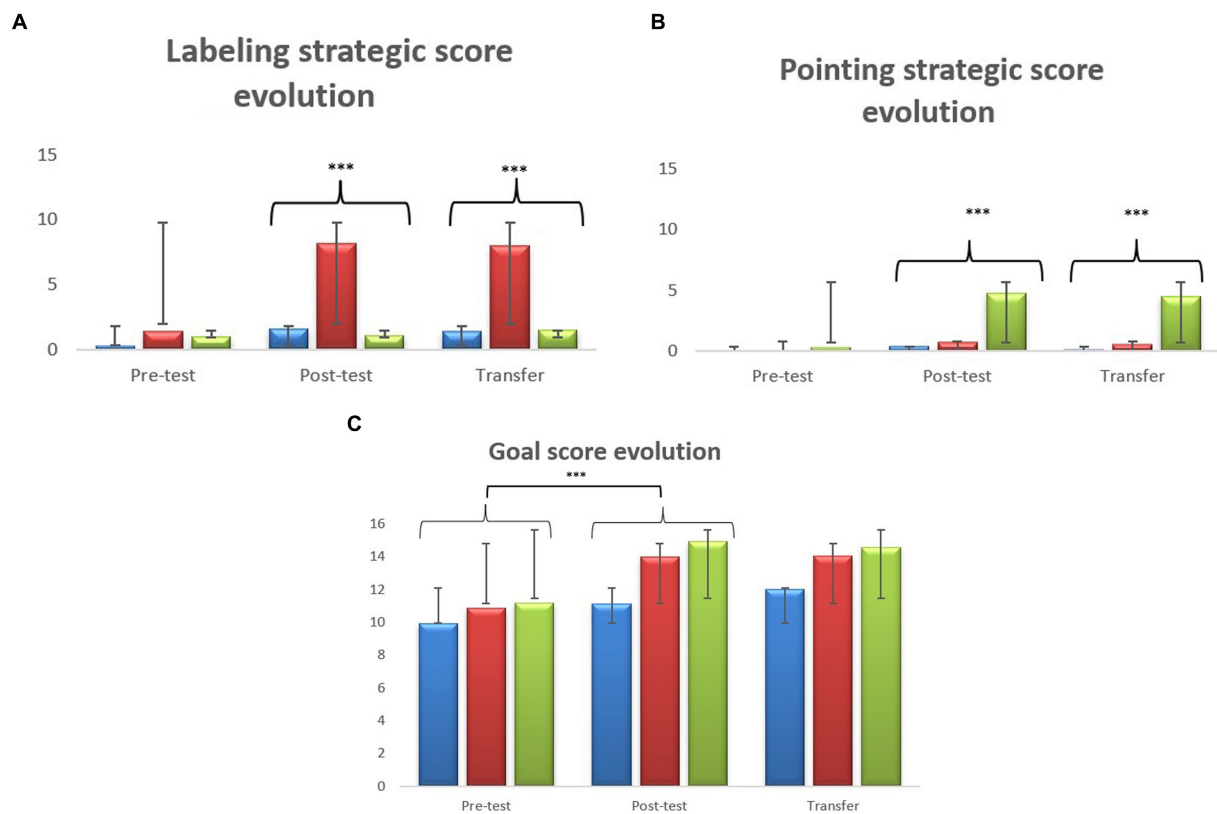 A
Labeling strategic score
evolution
15
10
5
0
***
***
Pre-test
Post-test
Transfer
B
Pointing strategic score
evolution
15
10
5
0
***
***
Pre-test
Post-test
Transfer
C
Goal score evolution
***
16
14
12
10
8
6
4
2
0
Pre-test
Post-test
Transfer